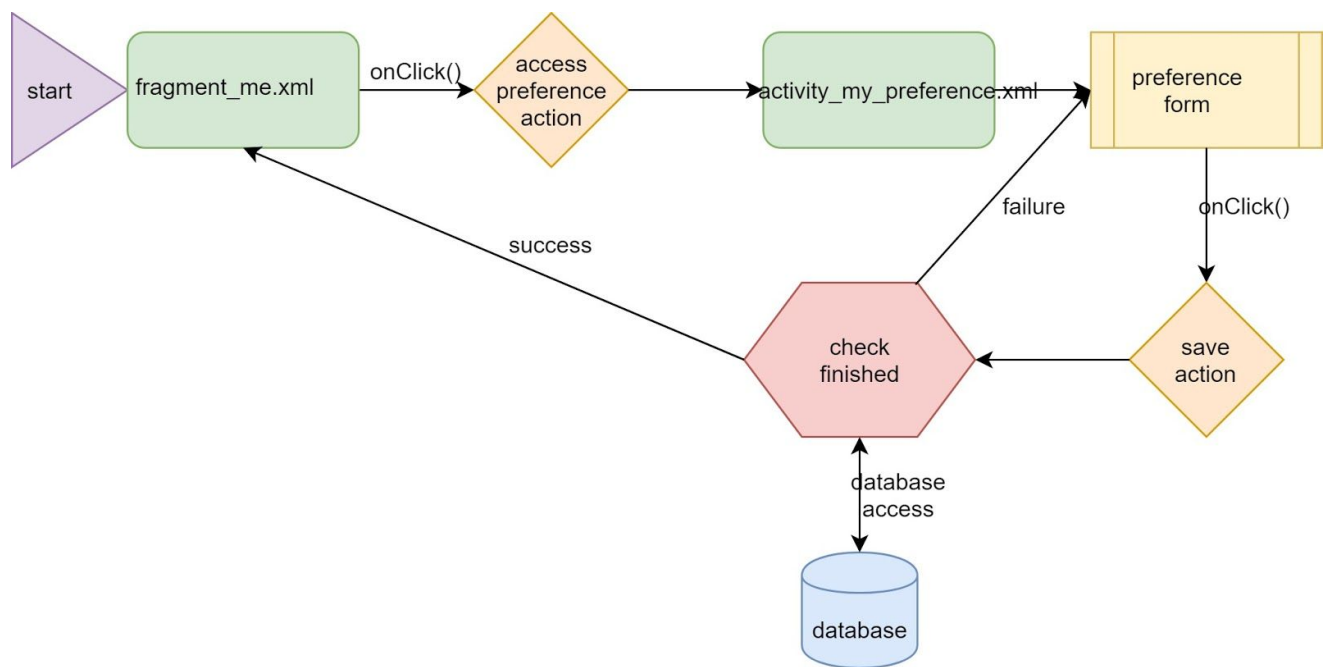 start
fragment_me.xml
onClick()
access
preference
action
activity_my_preference.xml
preference
form
onClick()
failure
success
check
finished
save
action
database
access
database